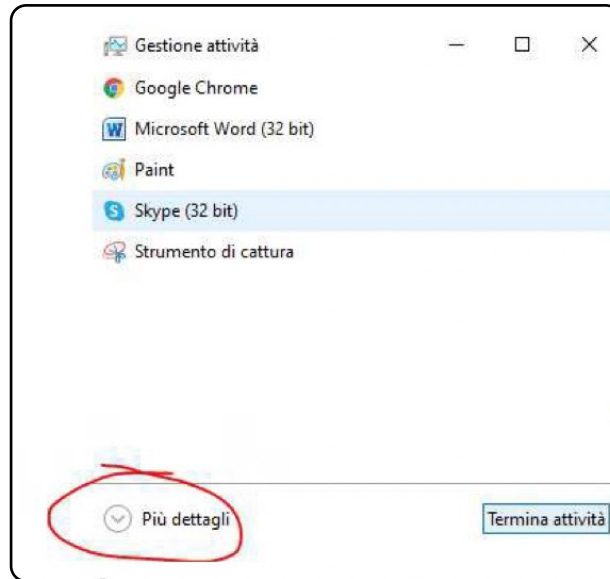 Gestione attività
Google Chrome
Microsoft Word (32 bit)
Paint
Skype (32 bit)
Strumento di cattura
Più dettagli
Termina attività